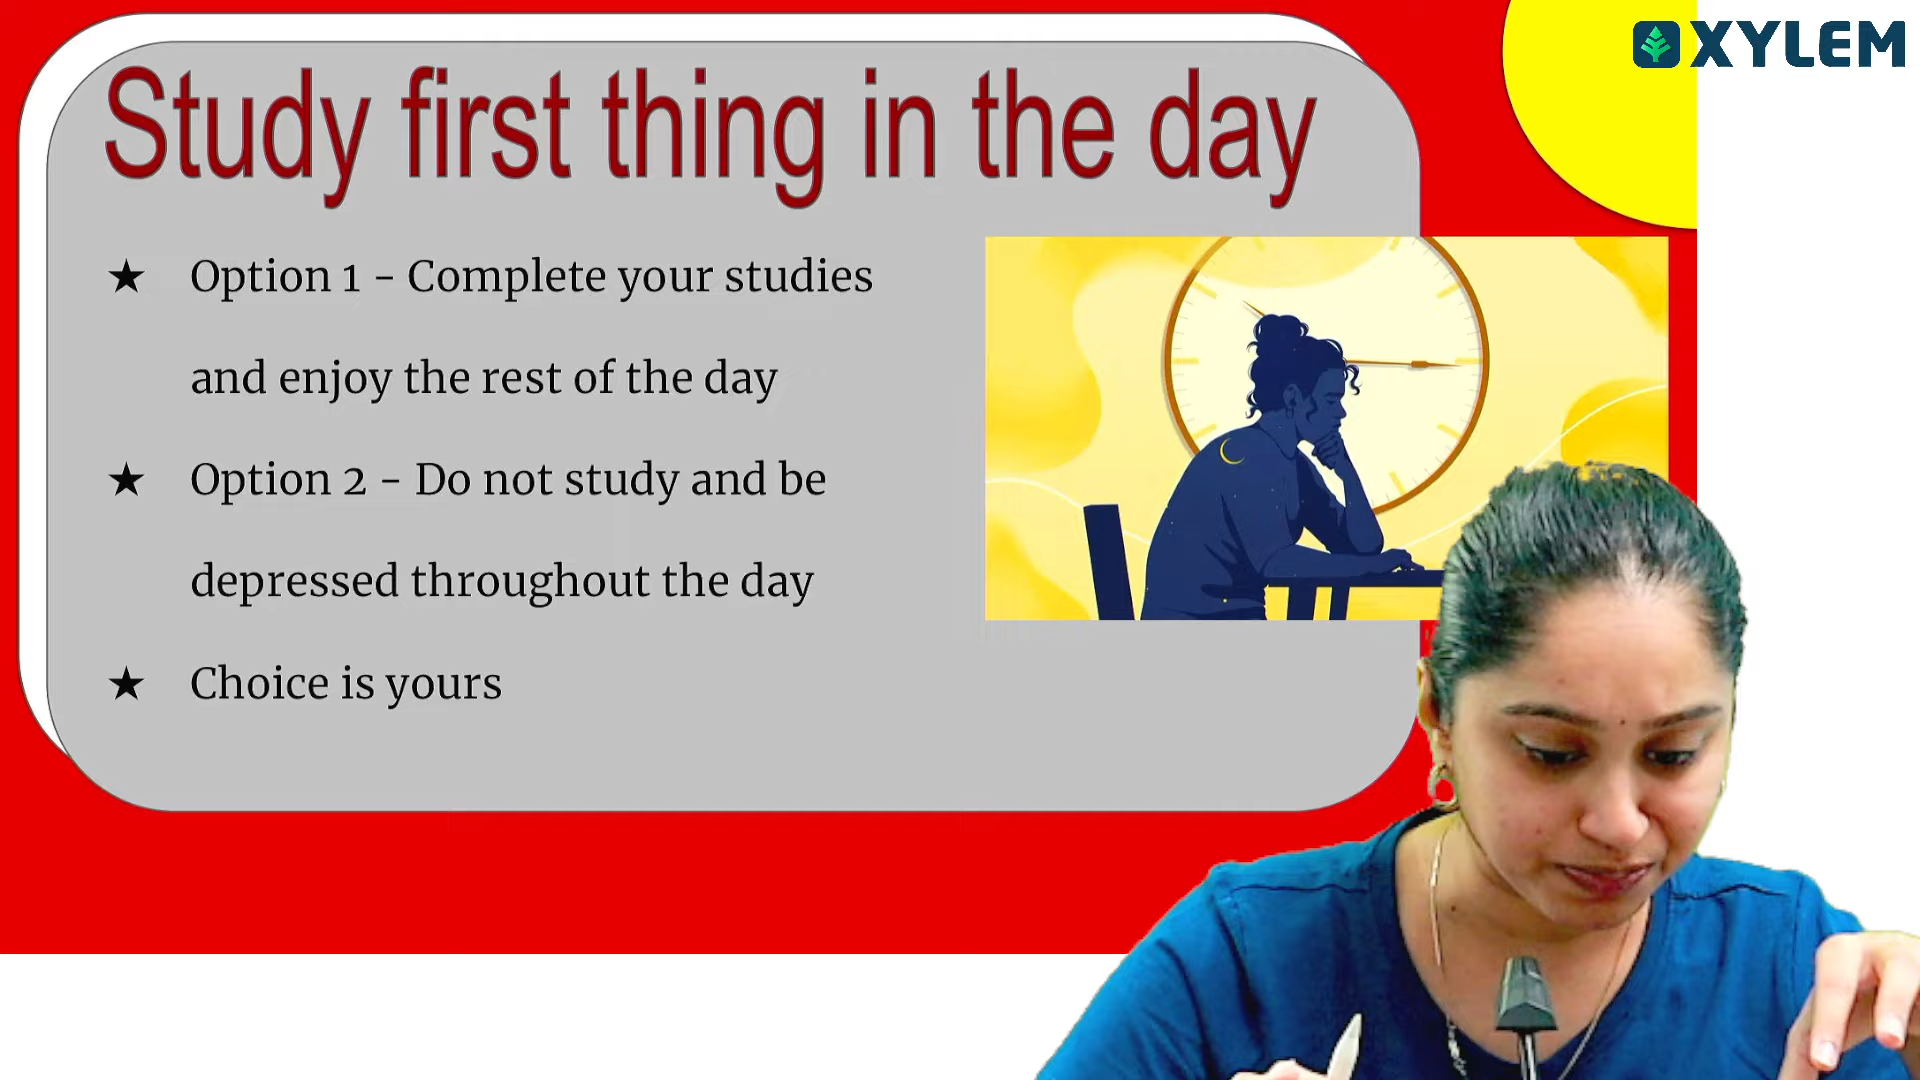 XYLEM
Study first thing in the day
★ Option 1 - Complete your studies
and enjoy the rest of the day
★ Option 2 - Do not study and be
depressed throughout the day
★ Choice is yours